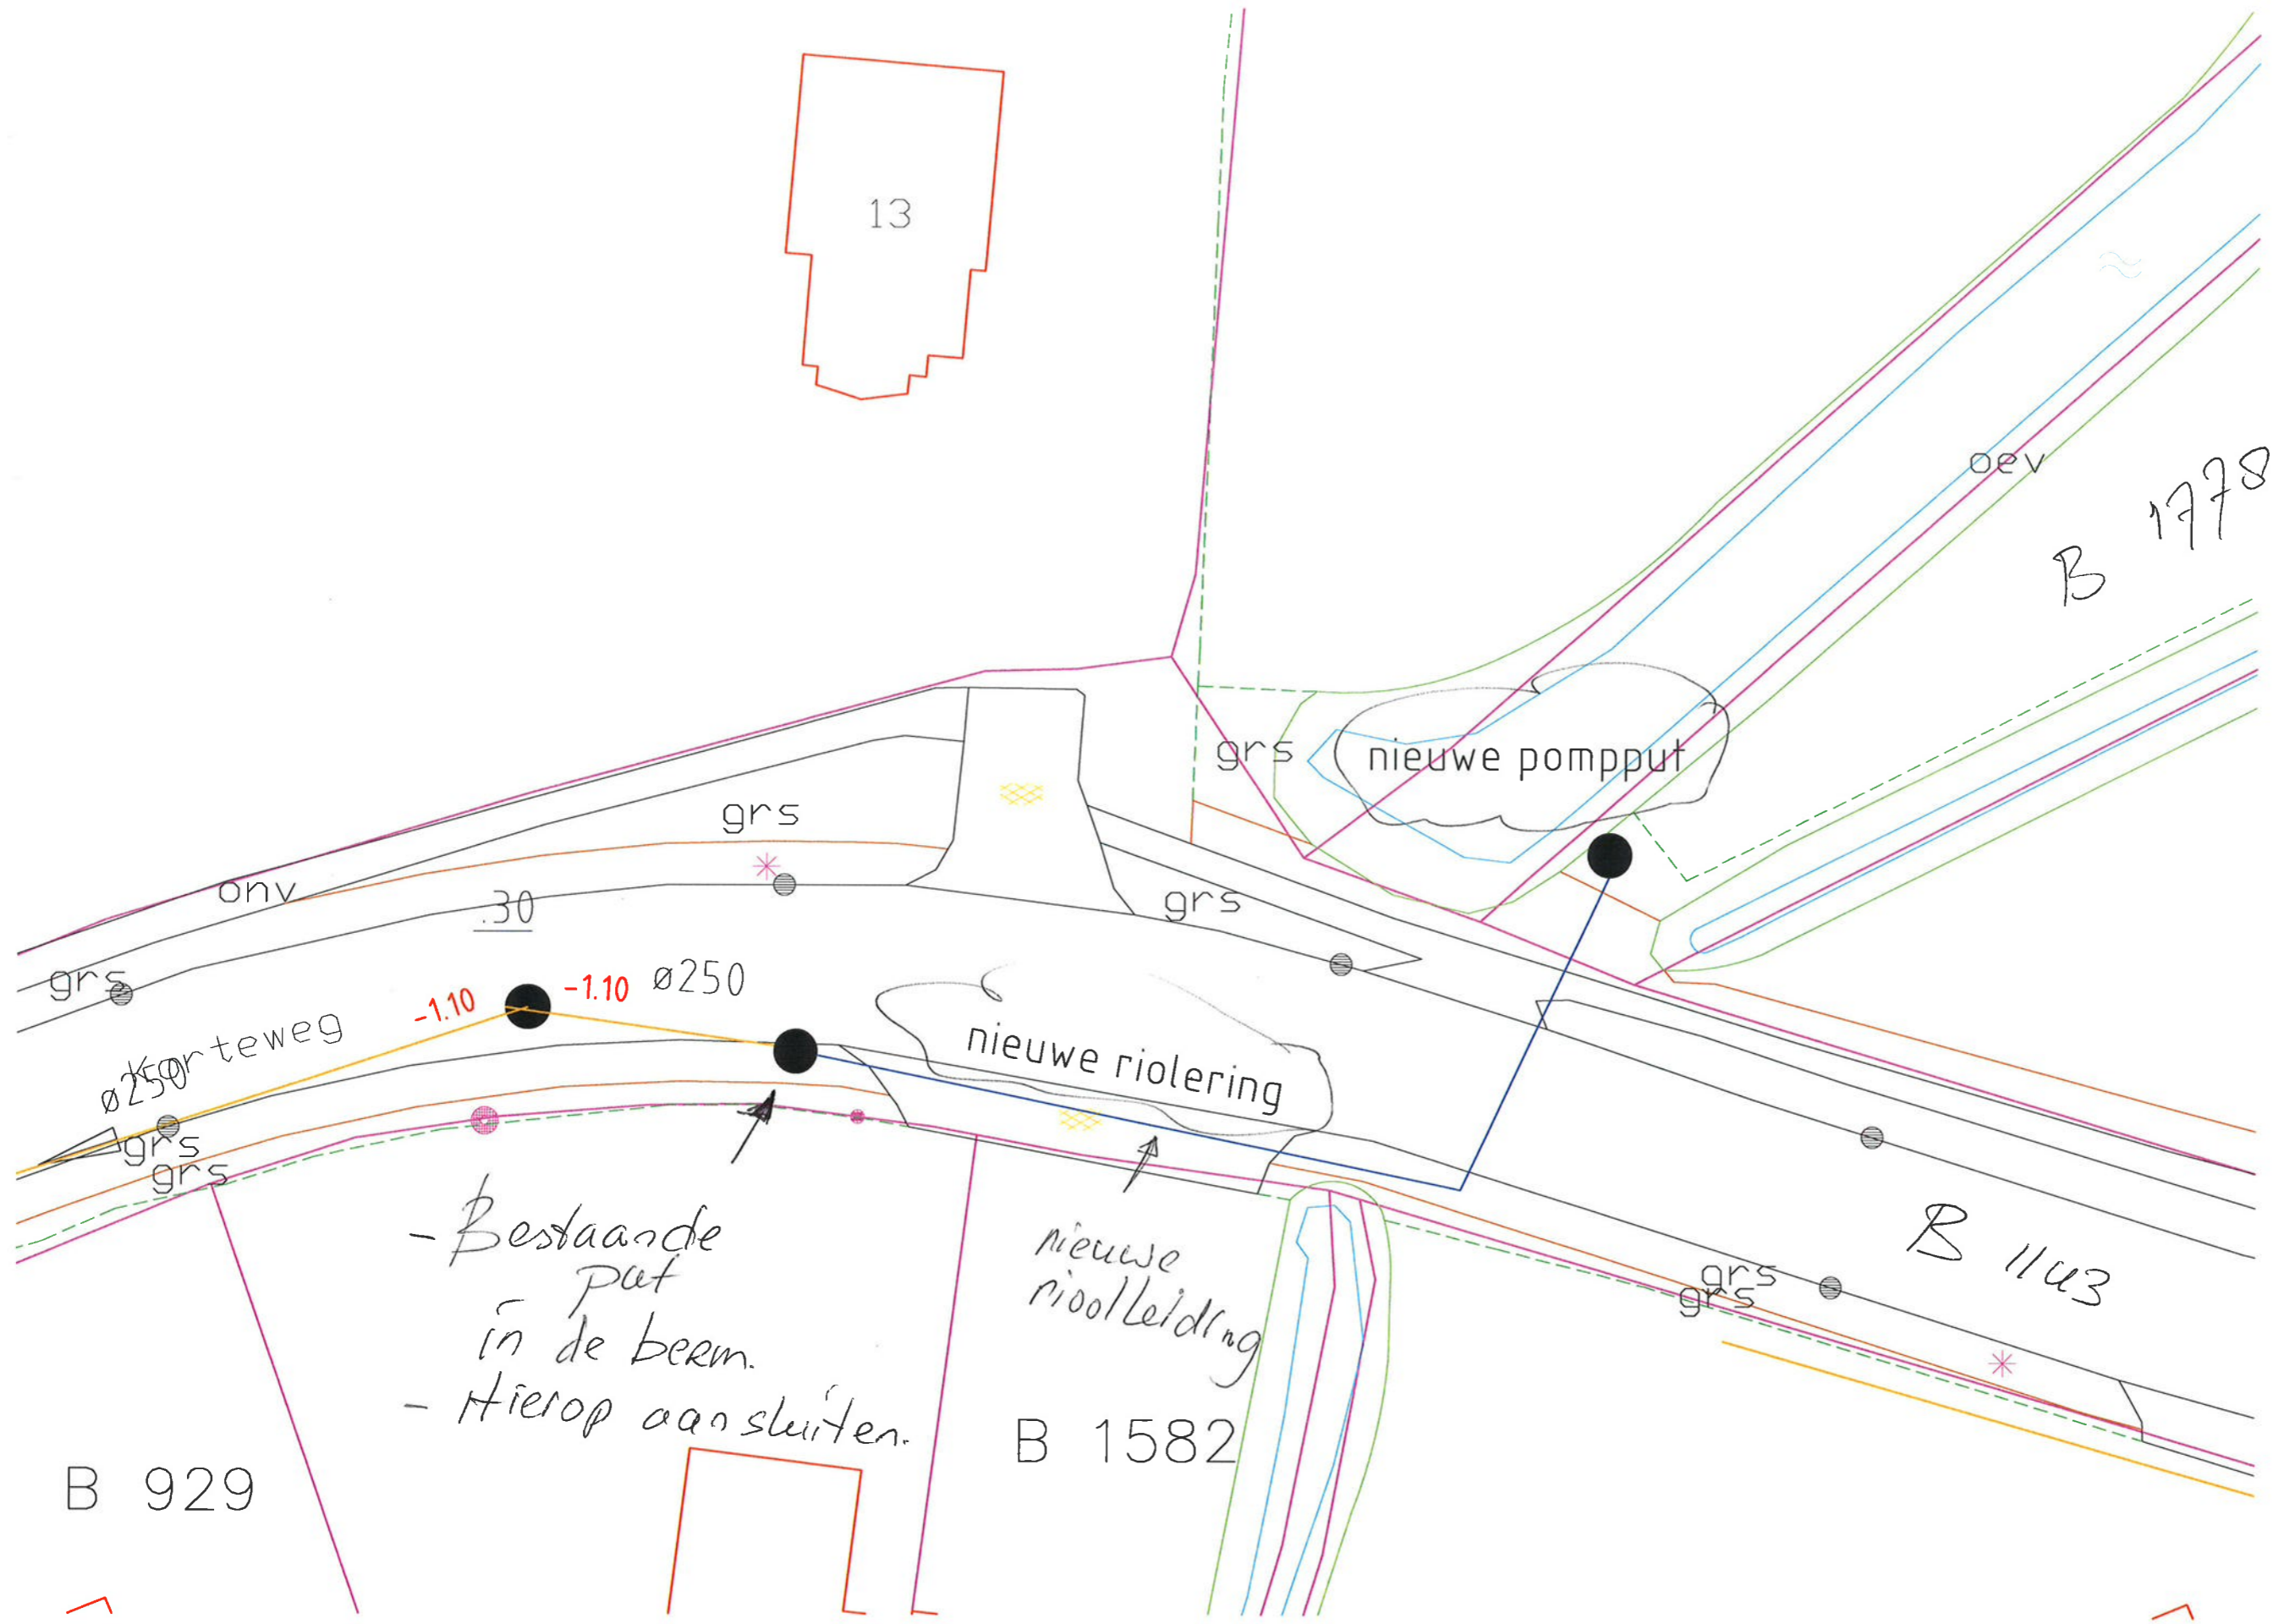 13
oev
B 1778
grs
nieuwe pompput
grs
onv
.30
grs
grs
-1.10
-1.10 ø250
Korteweg
ø250
nieuwe riolering
grs
grs
- Bestaande
put
in de berm.
- Hierop aansluiten.
nieuwe
rioolleiding
B 1143
grs
grs
B 1582
B 929